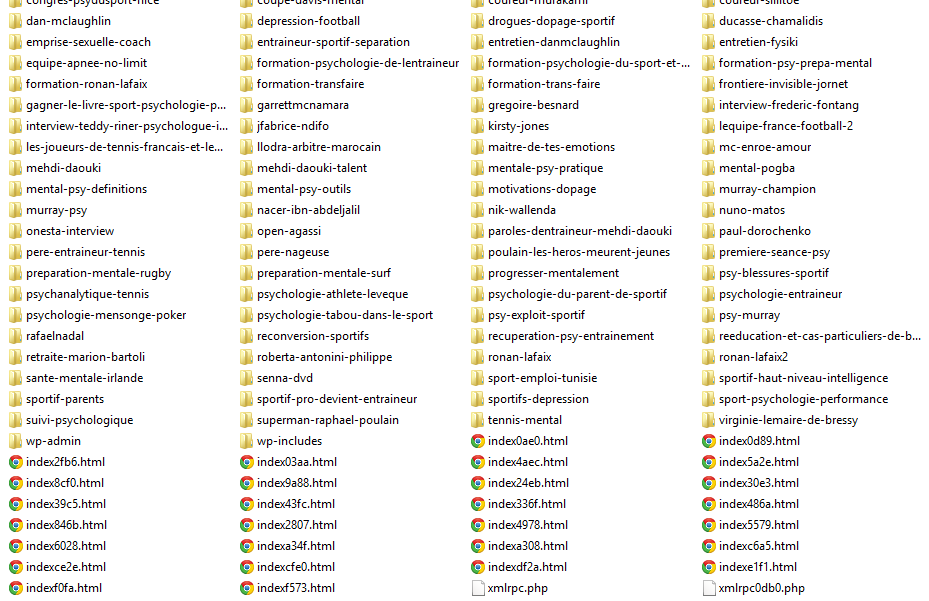 congres-psydusport-nice coupe-davis-mental coureur-murakami coureur-sillitoe
dan-mclaughlin depression-football drogues-dopage-sportif ducasse-chamalidis
emprise-sexuelle-coach entraineur-sportif-separation entretien-danmclaughlin entretien-fysiki
equipe-apnee-no-limit formation-psychologie-de-lentraineur formation-psychologie-du-sport-et-... formation-psy-prepa-mental
formation-ronan-lafaix formation-transfaire formation-trans-faire frontiere-invisible-jornet
gagner-le-livre-sport-psychologie-p... garrettmcnamara gregoire-besnard interview-frederic-fontang
interview-teddy-riner-psychologue-i... jfabrice-ndifo kirsty-jones lequipe-france-football-2
les-joueurs-de-tennis-francais-et-le... llodra-arbitre-marocain maitre-de-tes-emotions mc-enroe-amour
mehdi-daouki mehdi-daouki-talent mentale-psy-pratique mental-pogba
mental-psy-definitions mental-psy-outils motivations-dopage murray-champion
murray-psy nacer-ibn-abdeljalil nik-wallenda nuno-matos
onesta-interview open-agassi paroles-dentraineur-mehdi-daouki paul-dorochenko
pere-entraineur-tennis pere-nageuse poulain-les-heros-meurent-jeunes premiere-seance-psy
preparation-mentale-rugby preparation-mentale-surf progresser-mentalement psy-blessures-sportif
psychanalytique-tennis psychologie-athlete-leveque psychologie-du-parent-de-sportif psychologie-entraineur
psychologie-mensonge-poker psychologie-tabou-dans-le-sport psy-exploit-sportif psy-murray
rafaelnadal reconversion-sportifs recuperation-psy-entrainement reeducation-et-cas-particuliers-de-b...
retraite-marion-bartoli roberta-antonini-philippe ronan-lafaix ronan-lafaix2
sante-mentale-irlande senna-dvd sport-emploi-tunisie sportif-haut-niveau-intelligence
sportif-parents sportif-pro-devient-entraineur sportifs-depression sport-psychologie-performance
suivi-psychologique superman-raphael-poulain tennis-mental virginie-lemaire-de-bressy
wp-admin wp-includes index0ae0.html index0d89.html
index2fb6.html index03aa.html index4aec.html index5a2e.html
index8cf0.html index9a88.html index24eb.html index30e3.html
index39c5.html index43fc.html index336f.html index486a.html
index846b.html index2807.html index4978.html index5579.html
index6028.html indexa34f.html indexa308.html indexc6a5.html
indexce2e.html indexcfe0.html indexdf2a.html indexe1f1.html
indexf0fa.html indexf573.html xmlrpc.php xmlrpc0db0.php